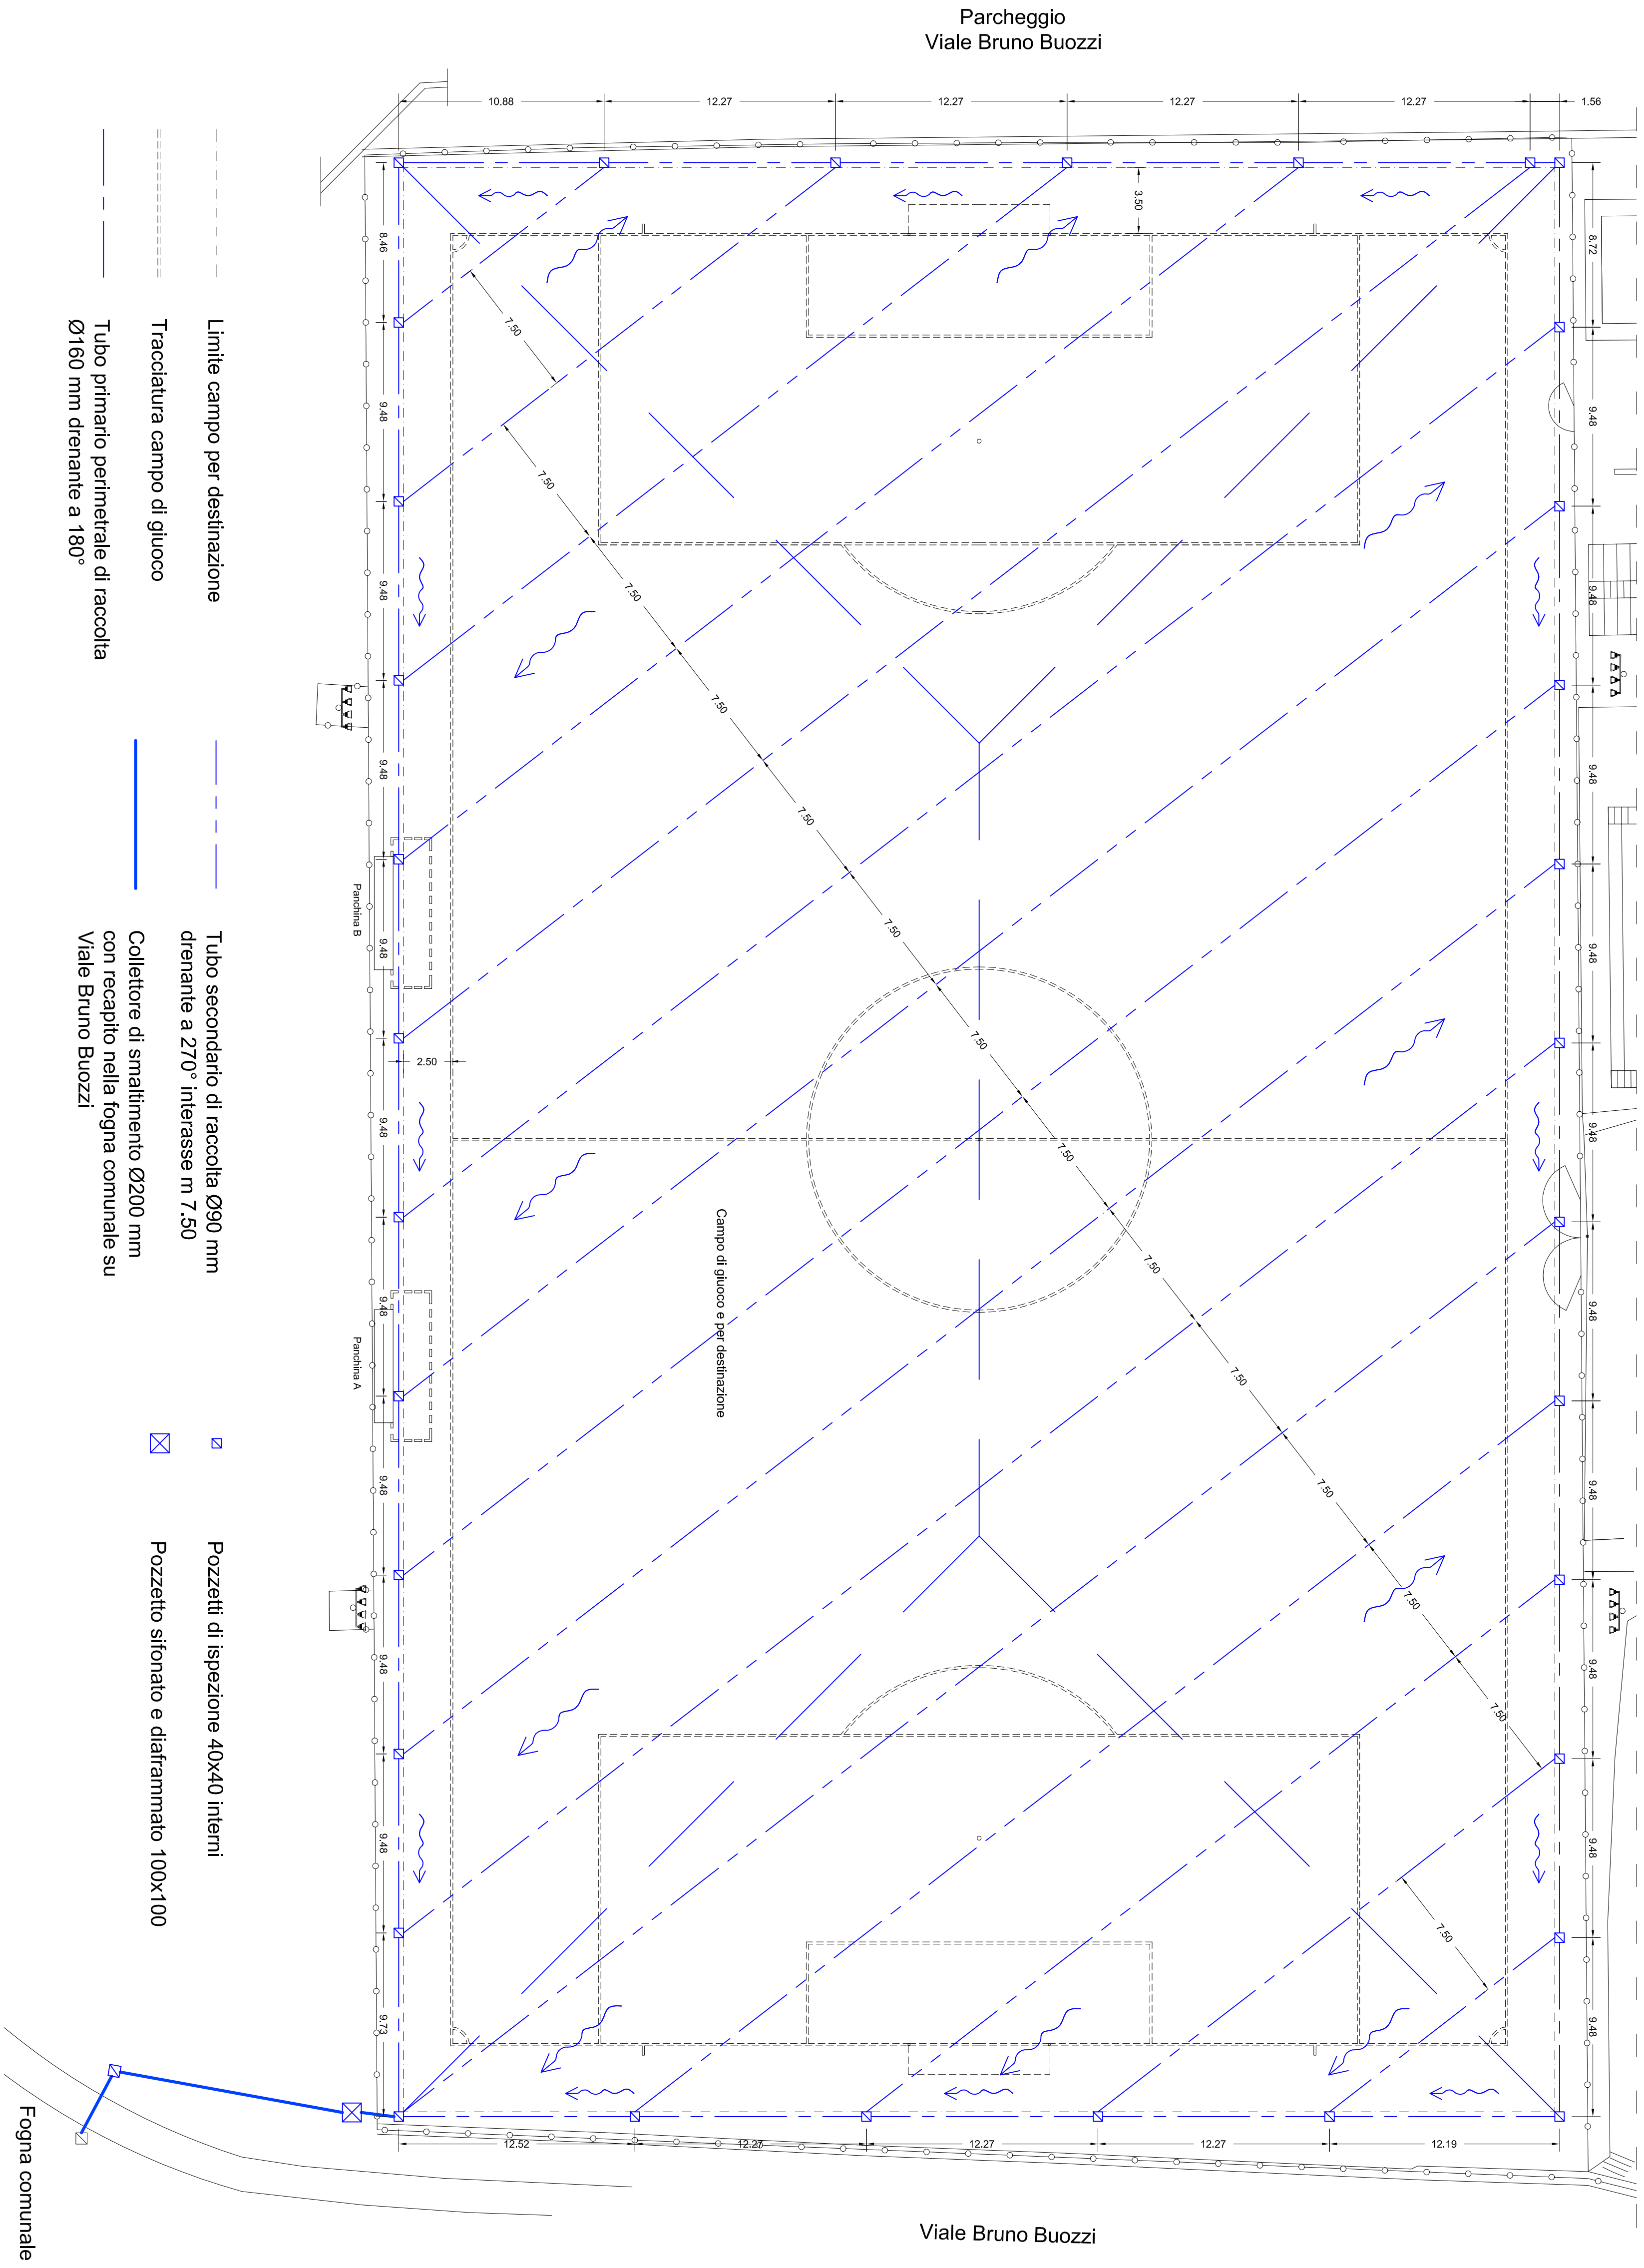 Parcheggio
Viale Bruno Buozzi
10.88
12.27
12.27
12.27
12.27
1.56
3.50
8.46
9.48
9.48
9.48
9.48
9.48
9.48
9.48
9.48
9.48
9.73
8.72
9.48
9.48
9.48
9.48
9.48
9.48
9.48
9.48
9.48
9.48
7.50
7.50
7.50
7.50
7.50
7.50
7.50
7.50
7.50
7.50
7.50
7.50
7.50
7.50
2.50
Panchina B
Panchina A
Campo di giuoco e per destinazione
12.52
12.27
12.27
12.27
12.19
Limite campo per destinazione
Tracciatura campo di giuoco
Tubo primario perimetrale di raccolta
Ø160 mm drenante a 180°
Tubo secondario di raccolta Ø90 mm
drenante a 270° interasse m 7.50
Collettore di smaltimento Ø200 mm
con recapito nella fogna comunale su
Viale Bruno Buozzi
Pozzetti di ispezione 40x40 interni
Pozzetto sifonato e diaframmato 100x100
Fogna comunale
Viale Bruno Buozzi